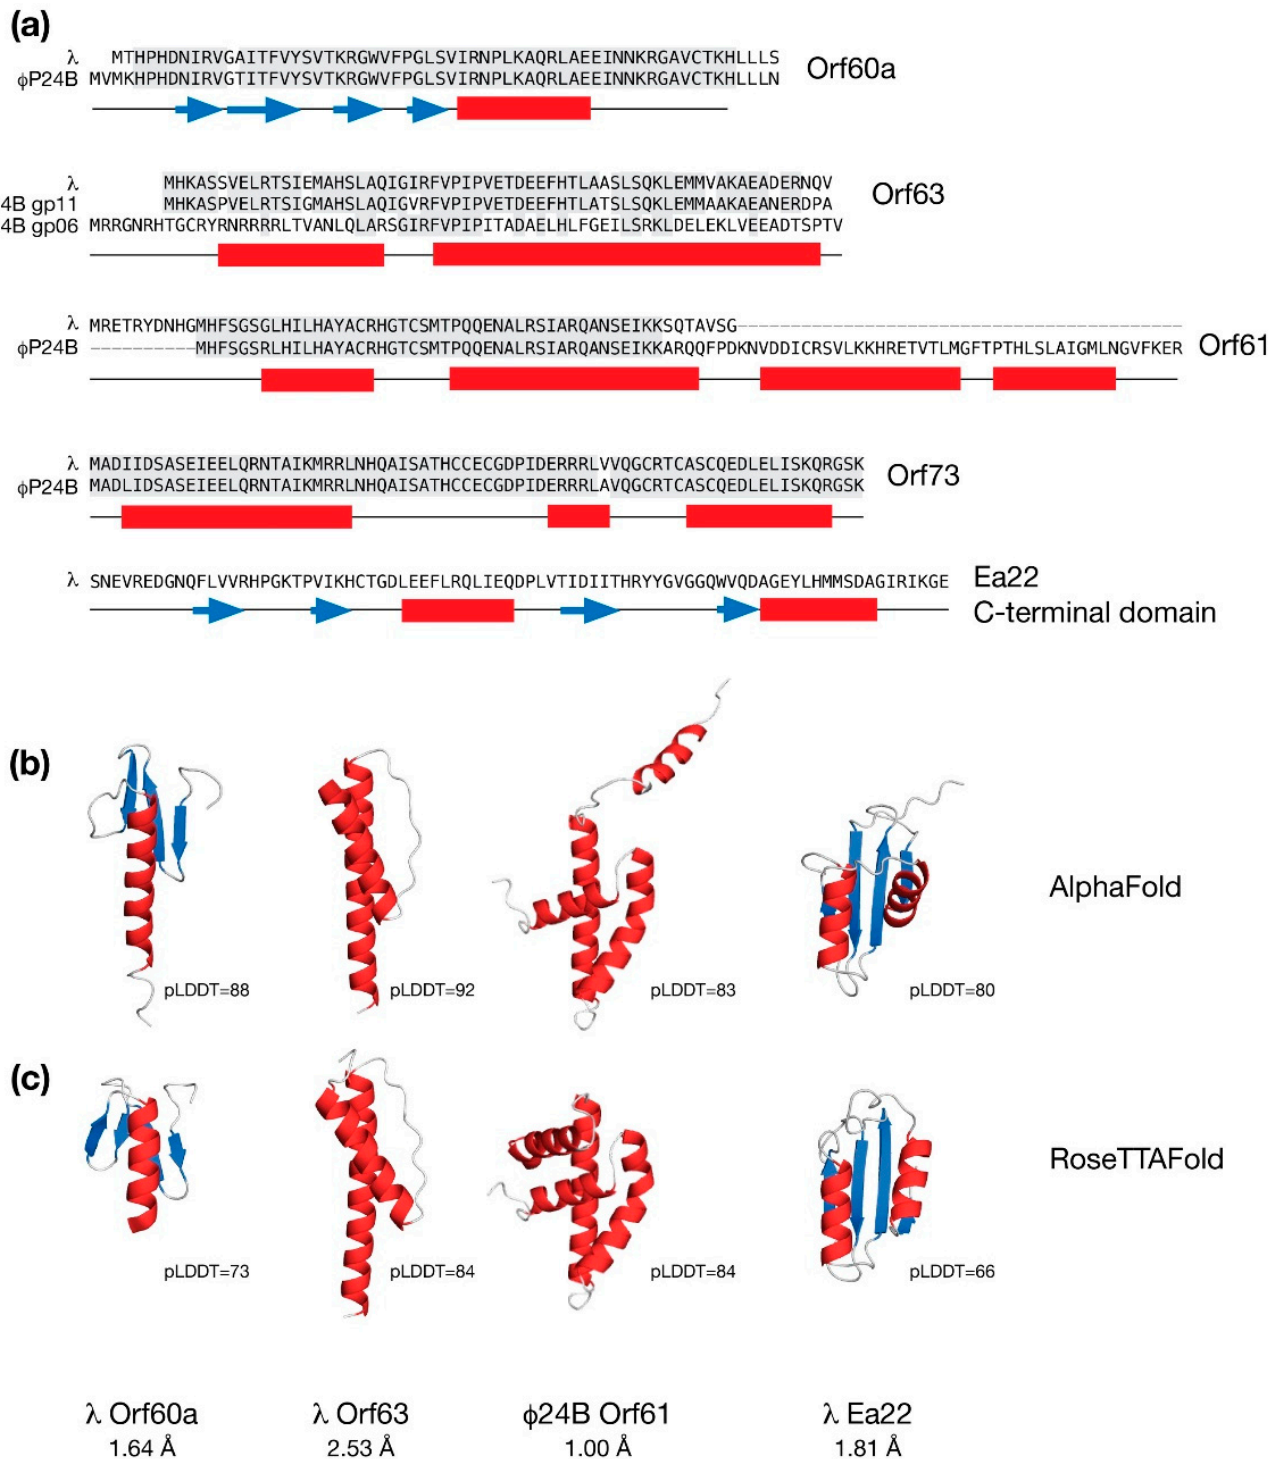 (a)
λ MTHPHDNIRVGAITFVYSVTKRGWVFPGLSVIRNPLKAQRLAEEINNKRGAVCTKHLLLS
ϕP24B MVMKHPHDNIRVGTITFVYSVTKRGWVFPGLSVIRNPLKAQRLAEEINNKRGAVCTKHLLLN
Orf60a
λ MHKASSVELRTSIEMAHSLAQIGIRFVPIPVETDEEFHTLAASLSQKLEMMVAKAEADERNQV
4B gp11 MHKASPVELRTSIGMAHSLAQIGVRFVPIPVETDEEFHTLATSLSQKLEMMAAKAEANERDPA
4B gp06 MRRGNRHTGCRYRNRRRRLTVANLQLARSGIRFVPIPITADAELHLFGEILSRKLDELEKLVEEADTSPTV
Orf63
λ MRETRYDNHGMHFSGSGLHILHAYACRHGTCSMTPQQENALRSIARQANSEIKKSQTAVSG------------------------------------------
ϕP24B ----------MHFSGSRLHILHAYACRHGTCSMTPQQENALRSIARQANSEIKKARQQFPDKNVDDICRSVLKKHRETVTLMGFTPTHLSLAIGMLNGVFKER
Orf61
λ MADIIDSASEIEELQRNTAIKMRRLNHQAISATHCCECGDPIDERRRLVVQGCRTCASCQEDLELISKQRGSK
ϕP24B MADLIDSASEIEELQRNTAIKMRRLNHQAISATHCCECGDPIDERRRLAVQGCRTCASCQEDLELISKQRGSK
Orf73
λ SNEVREDGNQFLVVRHPGKTPVIKHCTGDLEEFLRQLIEQDPLVTIDIITHRYYGVGGQWVQDAGEYLHMMSDAGIRIKGE
Ea22
C-terminal domain
(b)
AlphaFold
pLDDT=88
pLDDT=92
pLDDT=83
pLDDT=80
(c)
RoseTTAFold
pLDDT=73
pLDDT=84
pLDDT=84
pLDDT=66
λ Orf60a
1.64 Å
λ Orf63
2.53 Å
ϕ24B Orf61
1.00 Å
λ Ea22
1.81 Å